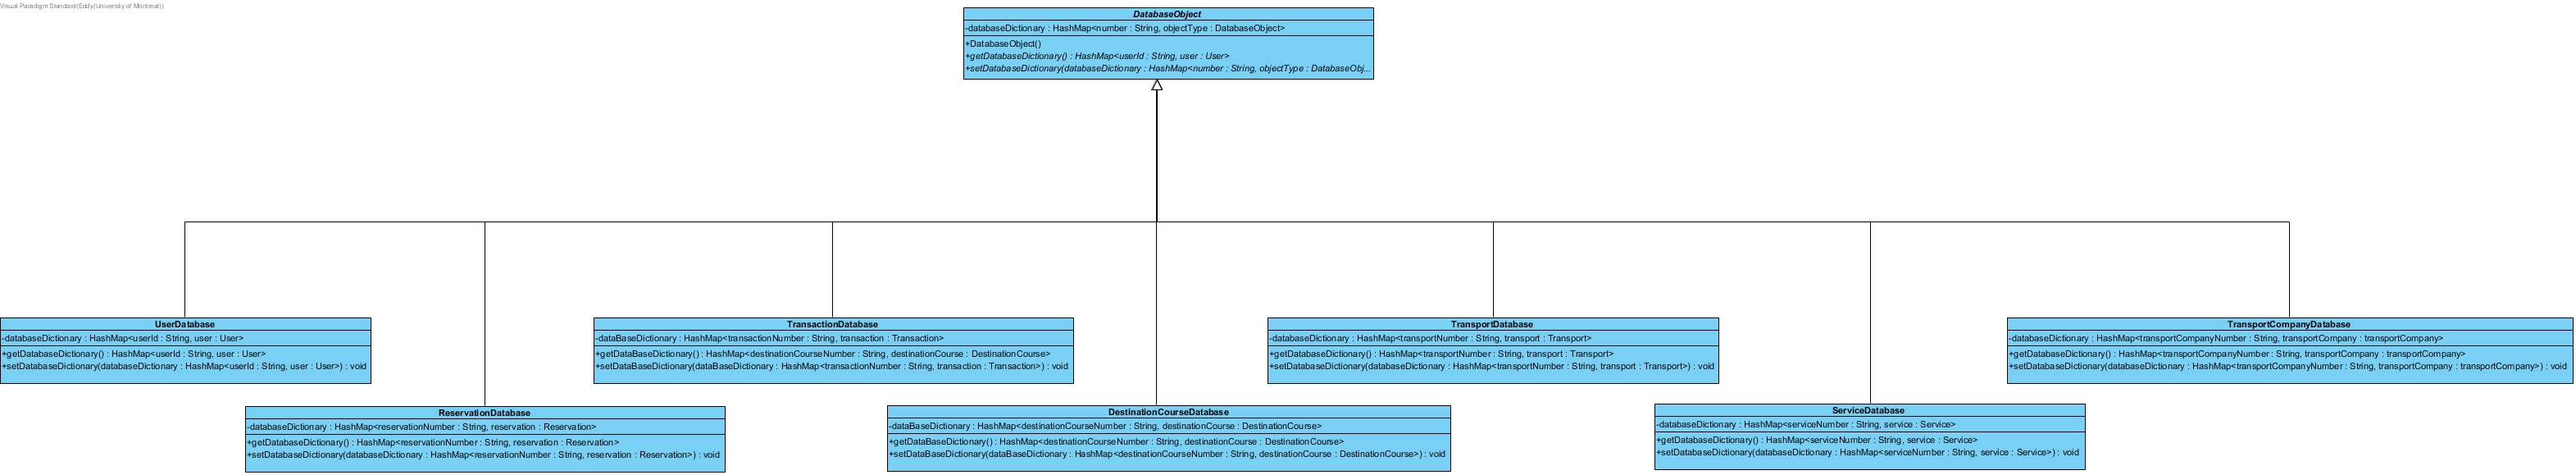 Visual Paradigm Standard(Eddy(University of Montreal))
DatabaseObject
-databaseDictionary : HashMap<number : String, objectType : DatabaseObject>
+DatabaseObject()
+getDatabaseDictionary() : HashMap<userId : String, user : User>
+setDatabaseDictionary(databaseDictionary : HashMap<number : String, objectType : DatabaseObj...
UserDatabase
-databaseDictionary : HashMap<userId : String, user : User>
+getDatabaseDictionary() : HashMap<userId : String, user : User>
+setDatabaseDictionary(databaseDictionary : HashMap<userId : String, user : User>) : void
TransactionDatabase
-dataBaseDictionary : HashMap<transactionNumber : String, transaction : Transaction>
+getDataBaseDictionary() : HashMap<destinationCourseNumber : String, destinationCourse : DestinationCourse>
+setDataBaseDictionary(dataBaseDictionary : HashMap<transactionNumber : String, transaction : Transaction>) : void
TransportDatabase
-databaseDictionary : HashMap<transportNumber : String, transport : Transport>
+getDatabaseDictionary() : HashMap<transportNumber : String, transport : Transport>
+setDatabaseDictionary(databaseDictionary : HashMap<transportNumber : String, transport : Transport>) : void
TransportCompanyDatabase
-databaseDictionary : HashMap<transportCompanyNumber : String, transportCompany : transportCompany>
+getDatabaseDictionary() : HashMap<transportCompanyNumber : String, transportCompany : transportCompany>
+setDatabaseDictionary(databaseDictionary : HashMap<transportCompanyNumber : String, transportCompany : transportCompany>) : void
ReservationDatabase
-databaseDictionary : HashMap<reservationNumber : String, reservation : Reservation>
+getDatabaseDictionary() : HashMap<reservationNumber : String, reservation : Reservation>
+setDatabaseDictionary(databaseDictionary : HashMap<reservationNumber : String, reservation : Reservation>) : void
DestinationCourseDatabase
-dataBaseDictionary : HashMap<destinationCourseNumber : String, destinationCourse : DestinationCourse>
+getDataBaseDictionary() : HashMap<destinationCourseNumber : String, destinationCourse : DestinationCourse>
+setDataBaseDictionary(dataBaseDictionary : HashMap<destinationCourseNumber : String, destinationCourse : DestinationCourse>) : void
ServiceDatabase
-databaseDictionary : HashMap<serviceNumber : String, service : Service>
+getDatabaseDictionary() : HashMap<serviceNumber : String, service : Service>
+setDatabaseDictionary(databaseDictionary : HashMap<serviceNumber : String, service : Service>) : void